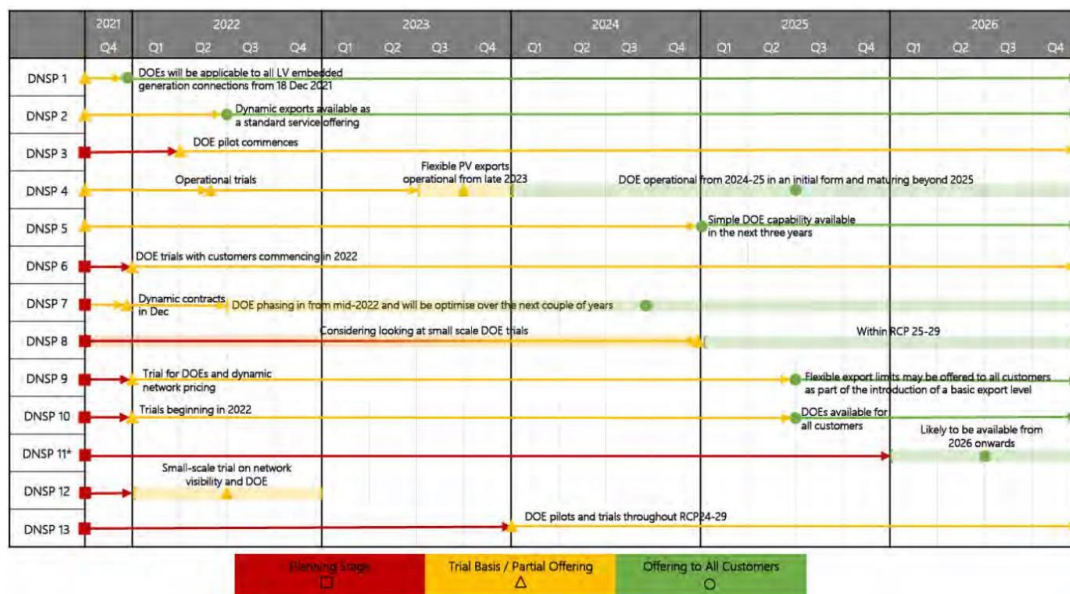 2021 2022 2023 2024 2025 2026
Q4 Q1 Q2 Q3 Q4 Q1 Q2 Q3 Q4 Q1 Q2 Q3 Q4 Q1 Q2 Q3 Q4 Q1 Q2 Q3 Q4
DNSP 1
DOEs will be applicable to all LV embedded
generation connections from 18 Dec 2021
DNSP 2
Dynamic exports available as
a standard service offering
DNSP 3
DOE pilot commences
DNSP 4
Operational trials
Flexible PV exports
operational from late 2023
DOE operational from 2024-25 in an initial form and maturing beyond 2025
DNSP 5
Simple DOE capability available
in the next three years
DNSP 6
DOE trials with customers commencing in 2022
DNSP 7
Dynamic contracts
in Dec
DOE phasing in from mid-2022 and will be optimise over the next couple of years
DNSP 8
Considering looking at small scale DOE trials
Within RCP 25-29
DNSP 9
Trial for DOEs and dynamic
network pricing
Flexible export limits may be offered to all customers
as part of the introduction of a basic export level
DNSP 10
Trials beginning in 2022
DOEs available for
all customers
DNSP 11*
Likely to be available from
2026 onwards
DNSP 12
Small-scale trial on network
visibility and DOE
DNSP 13
DOE pilots and trials throughout RCP24-29
Planning Stage
Trial Basis / Partial Offering
Offering to All Customers